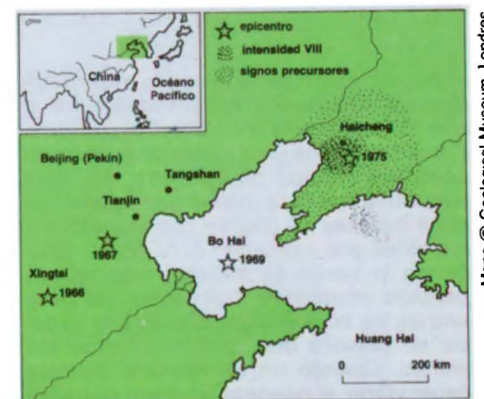 epicentro
intensidad VIII
signos precursores
China
Océano
Pacífico
Haicheng
1975
Beijing (Pekín)
Tangshan
Tianjin
1967
Bo Hai
1969
Xingtai
1966
Huang Hai
0 200 km
Mapa © Geological Museum, Londres